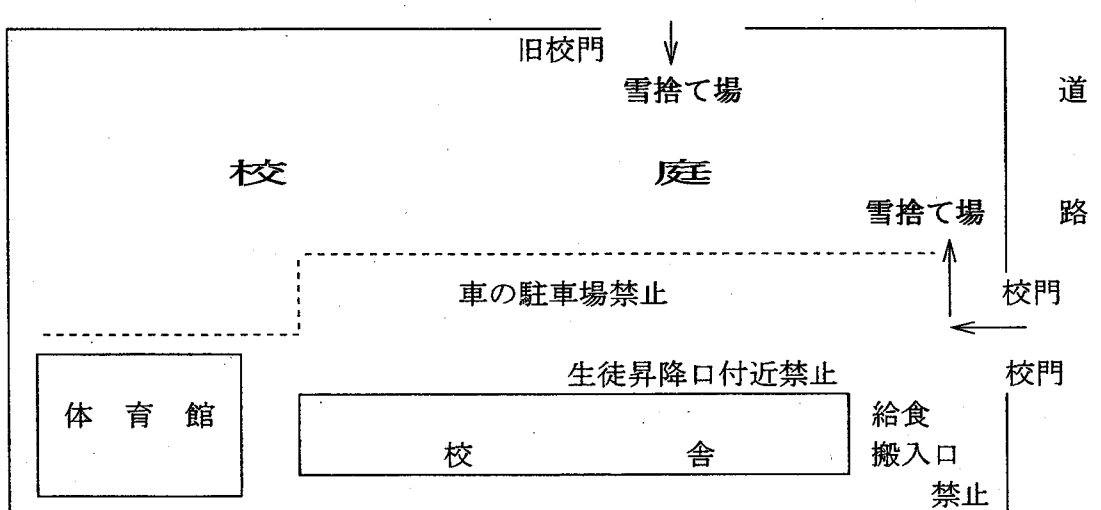 旧校門
雪捨て場
道
校庭
雪捨て場
路
車の駐車場禁止
校門
生徒昇降口付近禁止
校門
体育館
校舎
給食
搬入口
禁止